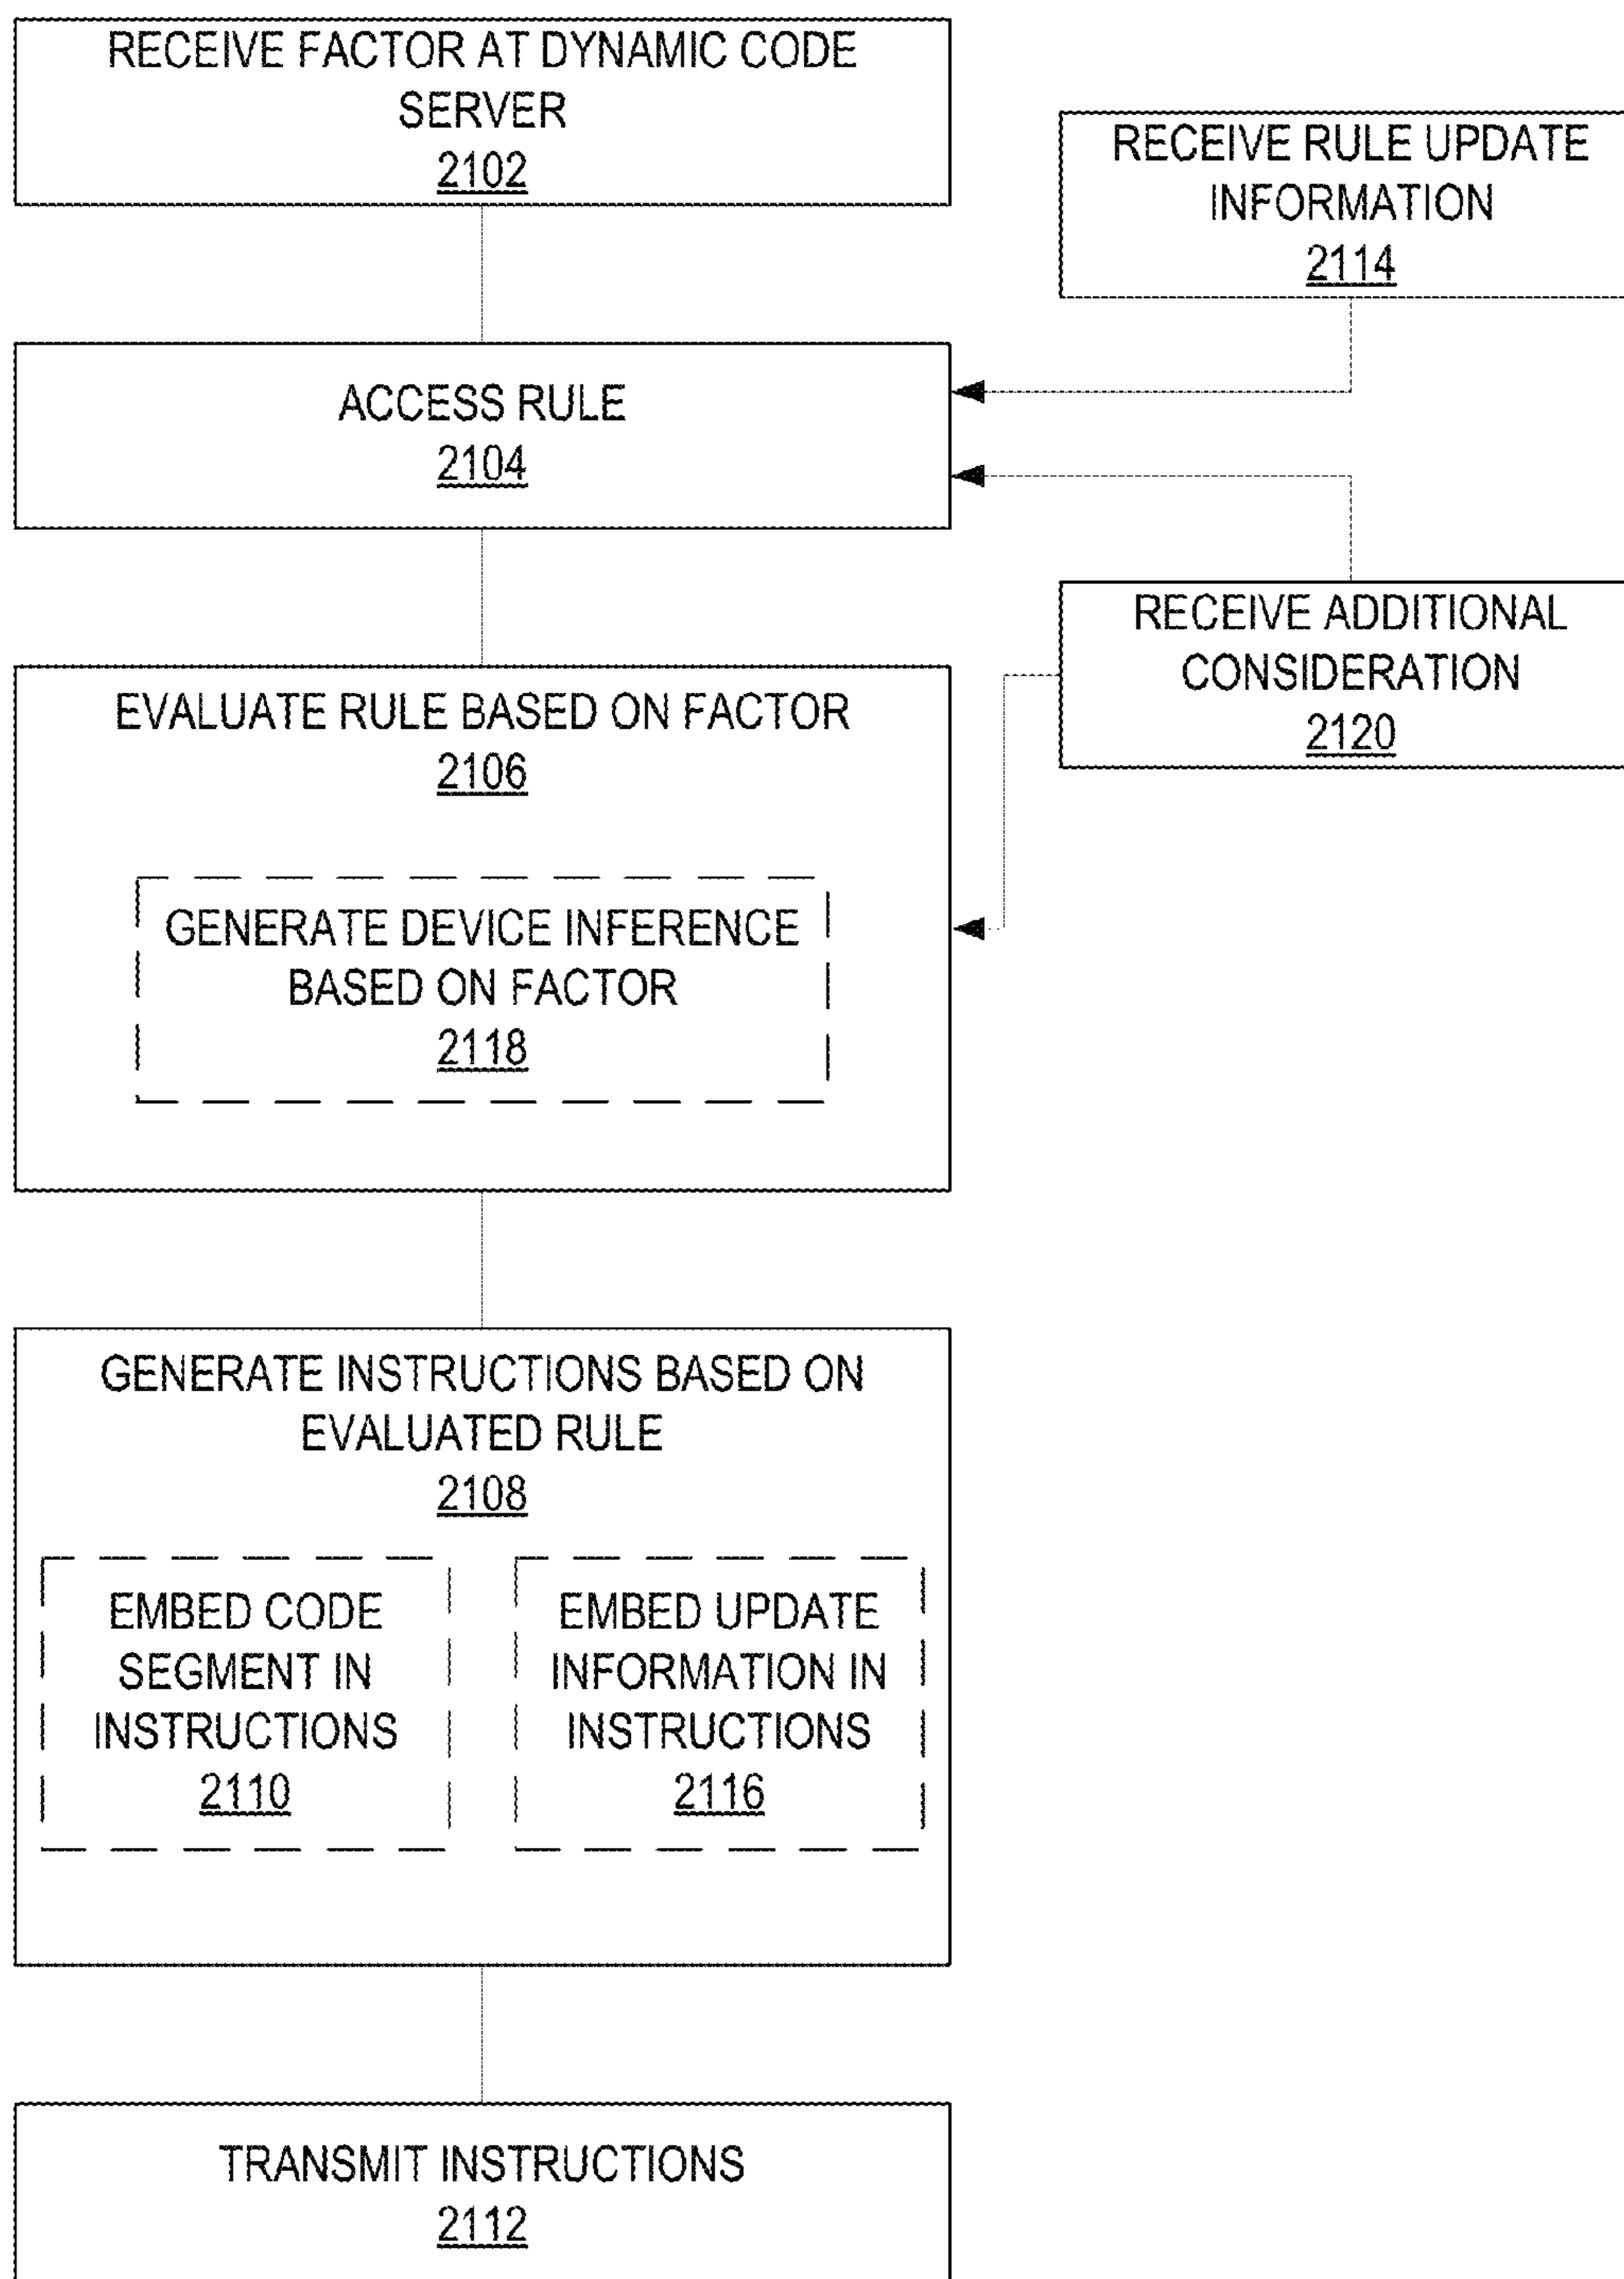 RECEIVE FACTOR AT DYNAMIC CODE
SERVER
2102
RECEIVE RULE UPDATE
INFORMATION
2114
ACCESS RULE
2104
RECEIVE ADDITIONAL
CONSIDERATION
2120
EVALUATE RULE BASED ON FACTOR
2106
GENERATE DEVICE INFERENCE
BASED ON FACTOR
2118
GENERATE INSTRUCTIONS BASED ON
EVALUATED RULE
2108
EMBED CODE
SEGMENT IN
INSTRUCTIONS
2110
EMBED UPDATE
INFORMATION IN
INSTRUCTIONS
2116
TRANSMIT INSTRUCTIONS
2112